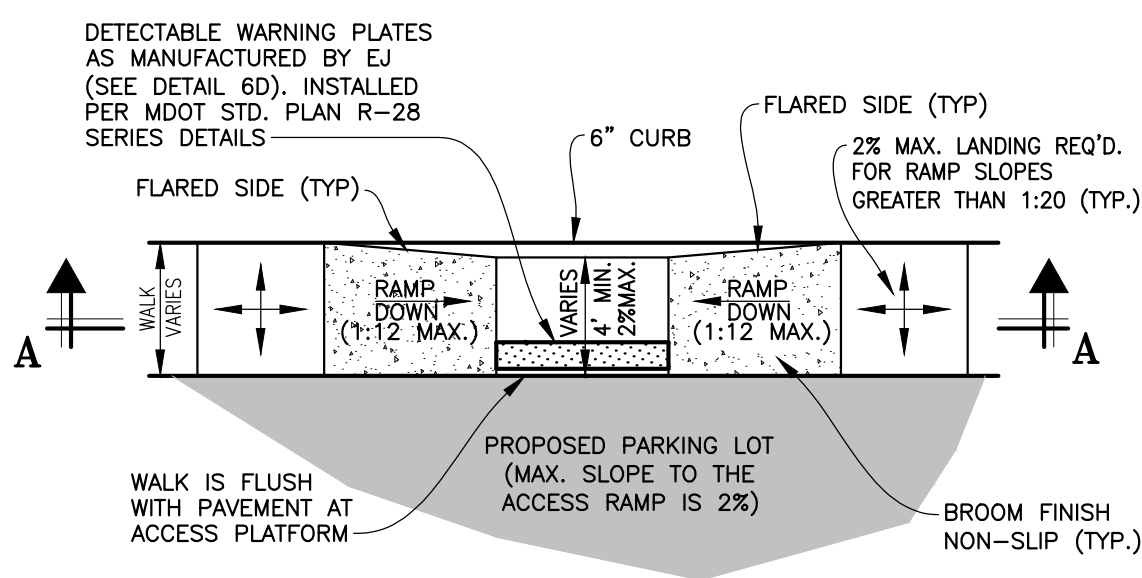 DETECTABLE WARNING PLATES
AS MANUFACTURED BY EJ
(SEE DETAIL 6D). INSTALLED
PER MDOT STD. PLAN R-28
SERIES DETAILS
FLARED SIDE (TYP)
6" CURB
FLARED SIDE (TYP)
2% MAX. LANDING REQ'D.
FOR RAMP SLOPES
GREATER THAN 1:20 (TYP.)
A
WALK
VARIES
RAMP
DOWN
(1:12 MAX.)
VARIES
4' MIN.
2%MAX.
RAMP
DOWN
(1:12 MAX.)
A
WALK IS FLUSH
WITH PAVEMENT AT
ACCESS PLATFORM
PROPOSED PARKING LOT
(MAX. SLOPE TO THE
ACCESS RAMP IS 2%)
BROOM FINISH
NON-SLIP (TYP.)